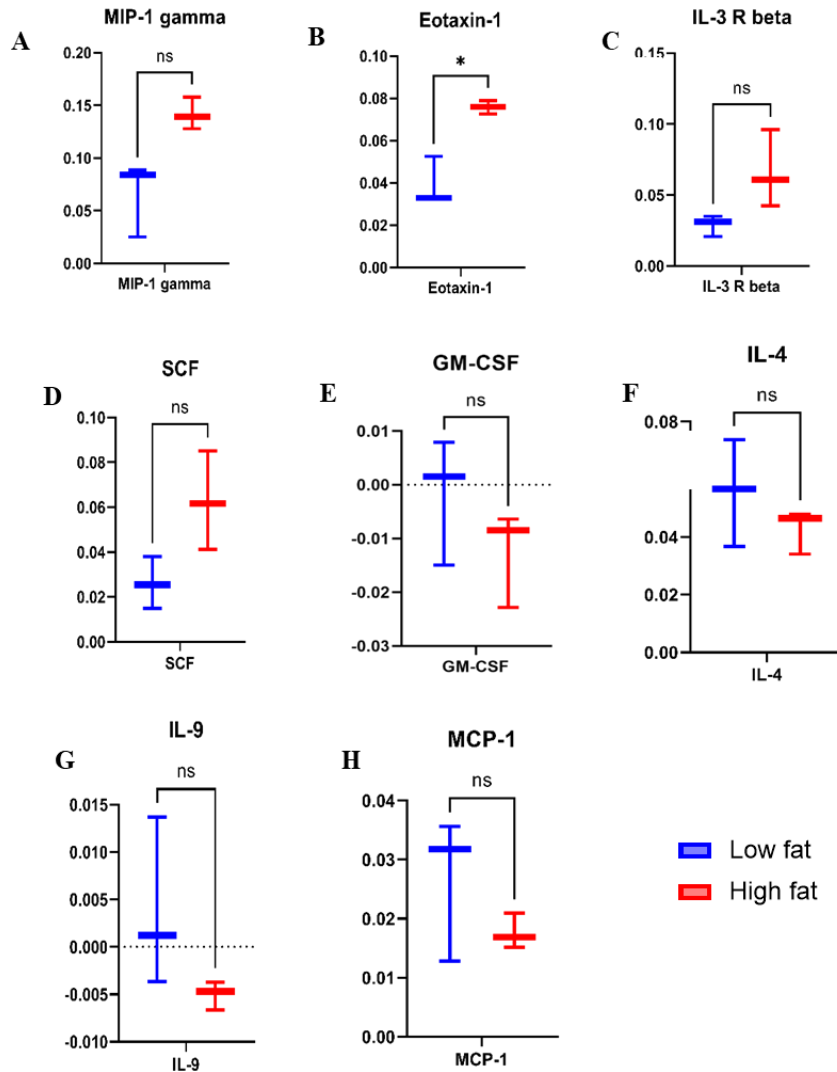 A
MIP-1 gamma
ns
0.20
0.15
0.10
0.05
0.00
MIP-1 gamma
B
Eotaxin-1
*
0.10
0.08
0.06
0.04
0.02
0.00
Eotaxin-1
C
IL-3 R beta
ns
0.15
0.10
0.05
0.00
IL-3 R beta
D
SCF
ns
0.10
0.08
0.06
0.04
0.02
0.00
SCF
E
GM-CSF
ns
0.01
0.00
-0.01
-0.02
-0.03
GM-CSF
F
IL-4
ns
0.08
0.04
0.00
IL-4
G
IL-9
ns
0.015
0.010
0.005
0.000
-0.005
-0.010
IL-9
H
MCP-1
ns
0.04
0.03
0.02
0.01
0.00
MCP-1
Low fat
High fat